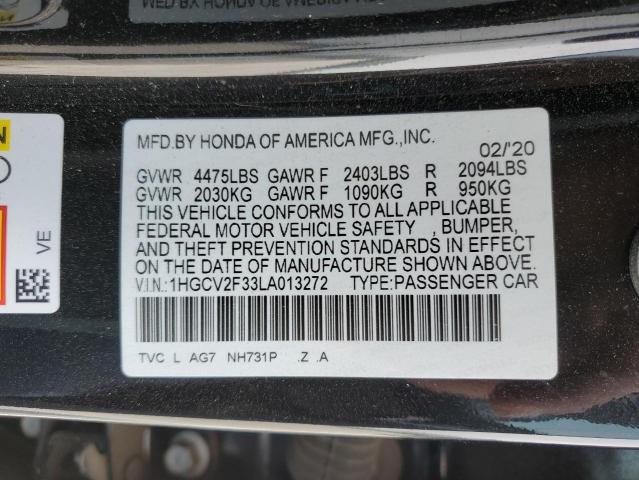 MFD.BY HONDA OF AMERICA MFG.,INC.
02/'20
GVWR 4475LBS GAWR F 2403LBS R 2094LBS
GVWR 2030KG GAWR F 1090KG R 950KG
THIS VEHICLE CONFORMS TO ALL APPLICABLE
FEDERAL MOTOR VEHICLE SAFETY , BUMPER,
AND THEFT PREVENTION STANDARDS IN EFFECT
ON THE DATE OF MANUFACTURE SHOWN ABOVE.
V.I.N.:1HGCV2F33LA013272 TYPE:PASSENGER CAR
TVC L AG7 NH731P .Z .A
VE